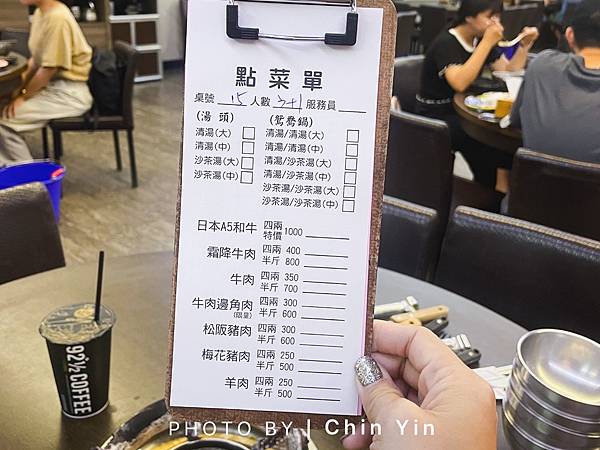 點菜單
桌號 15 人數 3+1 服務員
(湯 頭) (鴛鴦鍋)
清湯(大) 清湯/清湯(大)
清湯(中) 清湯/清湯(中)
沙茶湯(大) 清湯/沙茶湯(大)
沙茶湯(中) 清湯/沙茶湯(中)
沙茶湯/沙茶湯(大)
沙茶湯/沙茶湯(中)
日本A5和牛 四兩特價 1000
霜降牛肉 四兩 400
半斤 800
牛肉 四兩 350
半斤 700
牛肉邊角肉 四兩 300
(限量) 半斤 600
松阪豬肉 四兩 300
半斤 600
梅花豬肉 四兩 250
半斤 500
羊肉 四兩 250
半斤 500
92½ COFFEE
PHOTO BY | Chin Yin